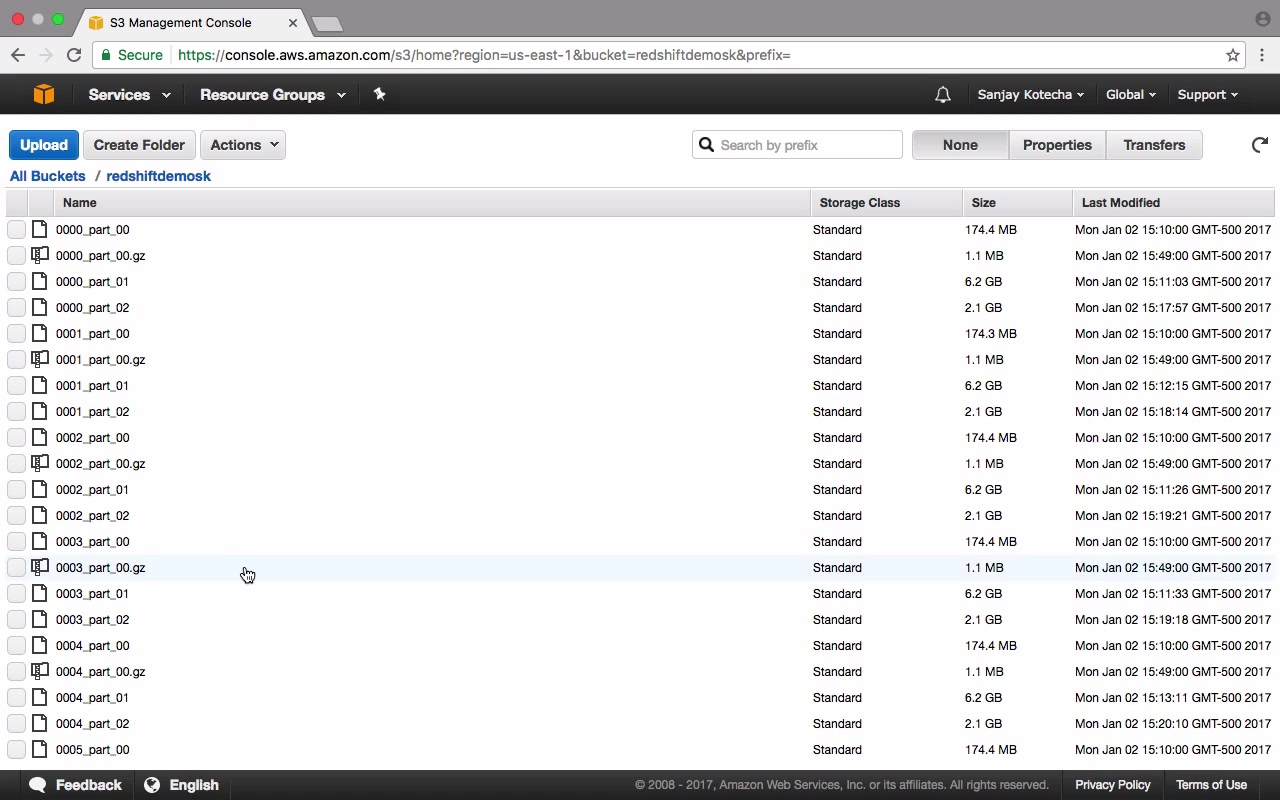 S3 Management Console
Secure https://console.aws.amazon.com/s3/home?region=us-east-1&bucket=redshiftdemosk&prefix=
Services Resource Groups Sanjay Kotecha Global Support
Upload Create Folder Actions Search by prefix None Properties Transfers
All Buckets / redshiftdemosk
Name Storage Class Size Last Modified
0000_part_00 Standard 174.4 MB Mon Jan 02 15:10:00 GMT-500 2017
0000_part_00.gz Standard 1.1 MB Mon Jan 02 15:49:00 GMT-500 2017
0000_part_01 Standard 6.2 GB Mon Jan 02 15:11:03 GMT-500 2017
0000_part_02 Standard 2.1 GB Mon Jan 02 15:17:57 GMT-500 2017
0001_part_00 Standard 174.3 MB Mon Jan 02 15:10:00 GMT-500 2017
0001_part_00.gz Standard 1.1 MB Mon Jan 02 15:49:00 GMT-500 2017
0001_part_01 Standard 6.2 GB Mon Jan 02 15:12:15 GMT-500 2017
0001_part_02 Standard 2.1 GB Mon Jan 02 15:18:14 GMT-500 2017
0002_part_00 Standard 174.4 MB Mon Jan 02 15:10:00 GMT-500 2017
0002_part_00.gz Standard 1.1 MB Mon Jan 02 15:49:00 GMT-500 2017
0002_part_01 Standard 6.2 GB Mon Jan 02 15:11:26 GMT-500 2017
0002_part_02 Standard 2.1 GB Mon Jan 02 15:19:21 GMT-500 2017
0003_part_00 Standard 174.4 MB Mon Jan 02 15:10:00 GMT-500 2017
0003_part_00.gz Standard 1.1 MB Mon Jan 02 15:49:00 GMT-500 2017
0003_part_01 Standard 6.2 GB Mon Jan 02 15:11:33 GMT-500 2017
0003_part_02 Standard 2.1 GB Mon Jan 02 15:19:18 GMT-500 2017
0004_part_00 Standard 174.4 MB Mon Jan 02 15:10:00 GMT-500 2017
0004_part_00.gz Standard 1.1 MB Mon Jan 02 15:49:00 GMT-500 2017
0004_part_01 Standard 6.2 GB Mon Jan 02 15:13:11 GMT-500 2017
0004_part_02 Standard 2.1 GB Mon Jan 02 15:20:10 GMT-500 2017
0005_part_00 Standard 174.4 MB Mon Jan 02 15:10:00 GMT-500 2017
Feedback English © 2008 - 2017, Amazon Web Services, Inc. or its affiliates. All rights reserved. Privacy Policy Terms of Use